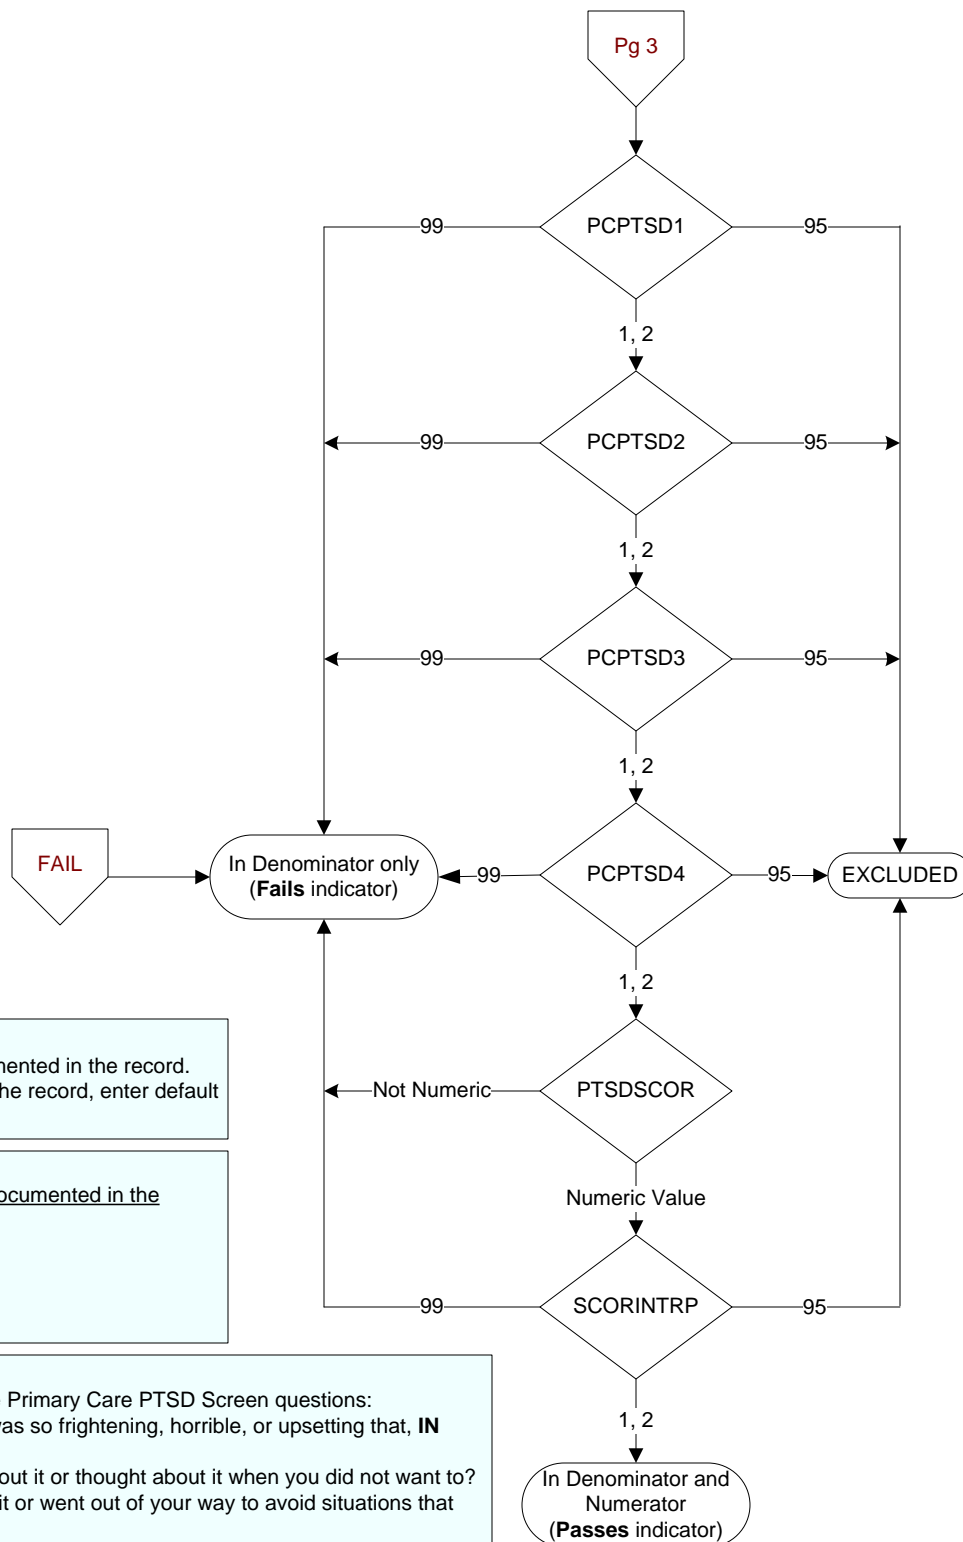 Pg 3
PCPTSD1
99
95
1, 2
PCPTSD2
99
95
1, 2
PCPTSD3
99
95
1, 2
FAIL
In Denominator only
(Fails indicator)
99
PCPTSD4
95
EXCLUDED
1, 2
mented in the record.
he record, enter default
Not Numeric
PTSDSCOR
ocumented in the
Numeric Value
99
SCORINTRP
95
Primary Care PTSD Screen questions:
was so frightening, horrible, or upsetting that, IN
out it or thought about it when you did not want to?
it or went out of your way to avoid situations that
1, 2
In Denominator and
Numerator
(Passes indicator)